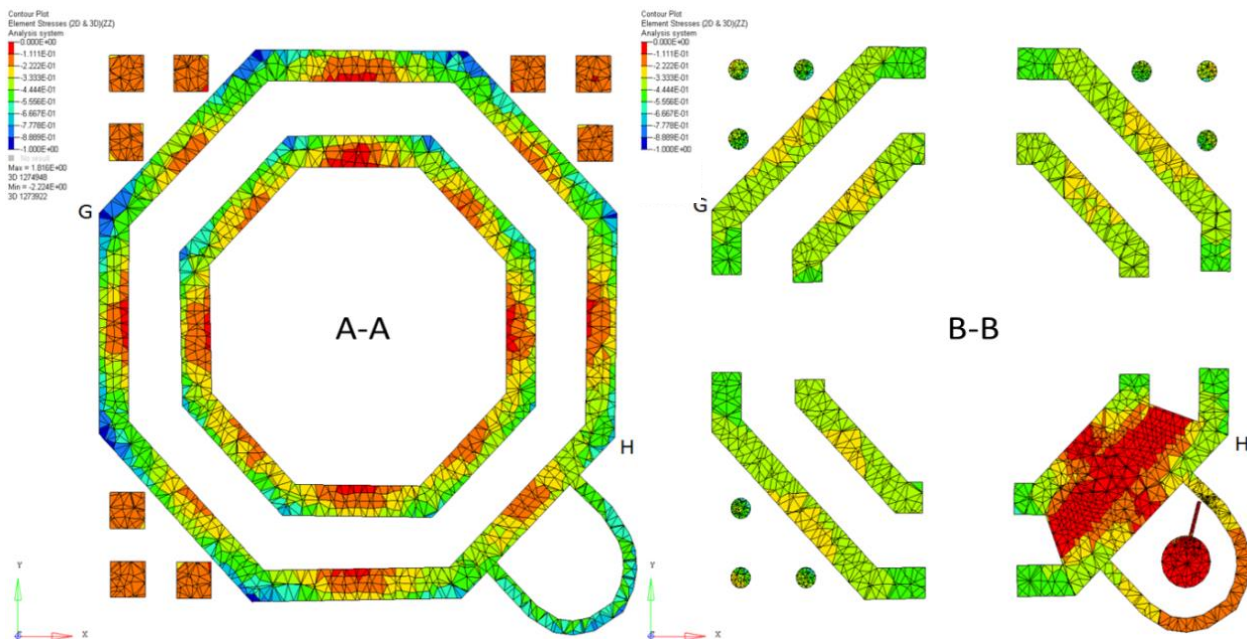 Contour Plot
Element Stresses (2D & 3D)(ZZ)
Analysis system
0.000E+00
-1.111E-01
-2.222E-01
-3.333E-01
-4.444E-01
-5.556E-01
-6.667E-01
-7.778E-01
-8.889E-01
-1.000E+00
No result
Max = 1.816E+00
3D 1274948
Min = -2.224E+00
3D 1273922
G
A-A
H
Y
Z
X
Contour Plot
Element Stresses (2D & 3D)(ZZ)
Analysis system
0.000E+00
-1.111E-01
-2.222E-01
-3.333E-01
-4.444E-01
-5.556E-01
-6.667E-01
-7.778E-01
-8.889E-01
-1.000E+00
G
B-B
H
Y
Z
X